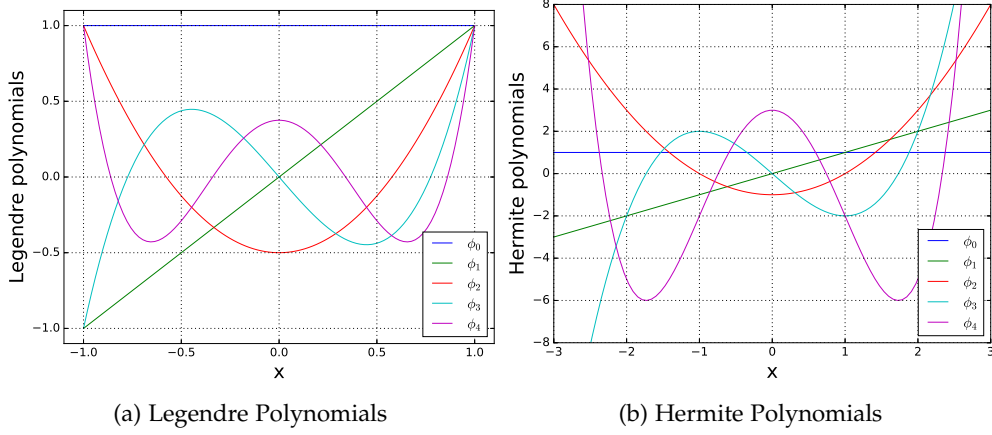 Legendre polynomials
1.0
0.5
0.0
−0.5
−1.0
−1.0 −0.5 0.0 0.5 1.0
x
ϕ₀
ϕ₁
ϕ₂
ϕ₃
ϕ₄
(a) Legendre Polynomials
Hermite polynomials
8
6
4
2
0
−2
−4
−6
−8
−3 −2 −1 0 1 2 3
x
ϕ₀
ϕ₁
ϕ₂
ϕ₃
ϕ₄
(b) Hermite Polynomials